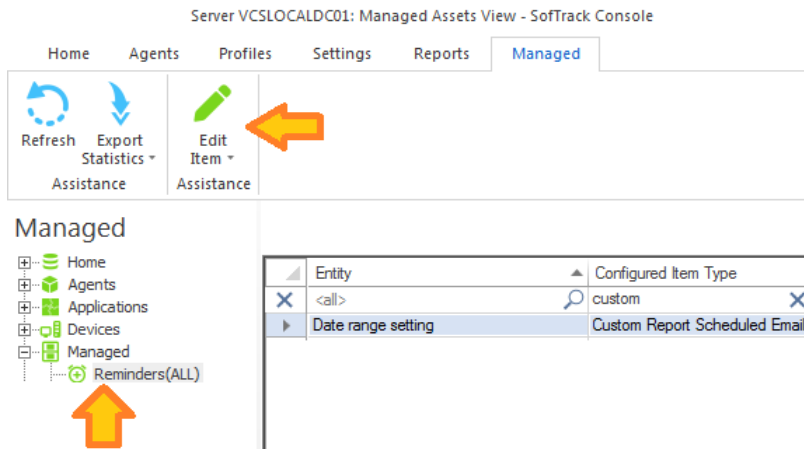 Server VCSLOCALDC01: Managed Assets View - SofTrack Console
Home Agents Profiles Settings Reports Managed
Refresh Export Statistics Edit Item
Assistance Assistance
Managed
Home
Agents
Applications
Devices
Managed
Reminders(ALL)
Entity Configured Item Type
<all> custom
Date range setting Custom Report Scheduled Email